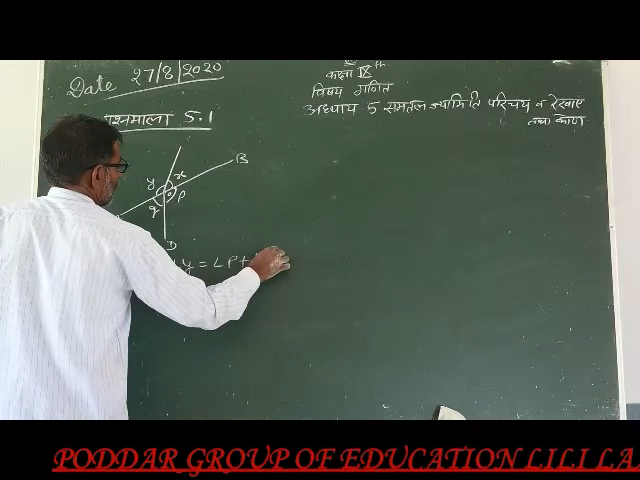 Date 27/8/2020
कक्षा IX th
विषय गणित
अध्याय 5 समतल ज्यामिति परिचय व रेखाए
तथा कोण
प्रश्नमाला 5.1
B
y x
P
q
D
y = ∠P +
PODDAR GROUP OF EDUCATION LILI LA